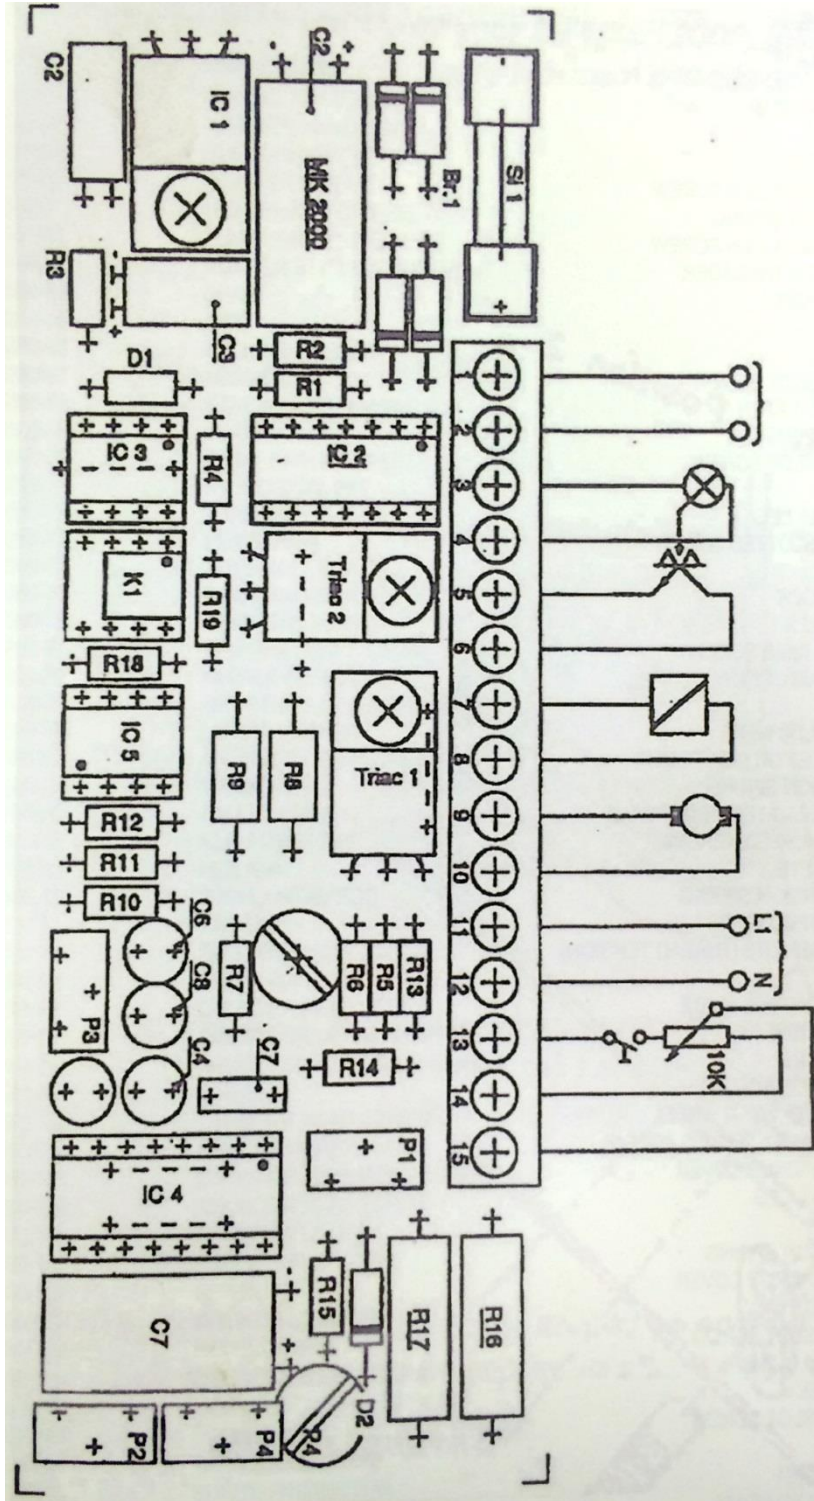 C2
IC 1
C2
Br.1
SI 1
MK 2000
R3
C3
R2
D1
R1
1
2
IC 3
R4
IC 2
3
4
K1
R19
Triac 2
5
6
R18
7
IC 5
R9
R8
Triac 1
8
R12
9
R11
10
R10
C6
11
L1
R7
R6
R5
R13
C8
12
N
P3
13
10K
C4
C7
R14
14
IC 4
P1
15
R15
C7
R17
R16
D2
P2
P4
R4